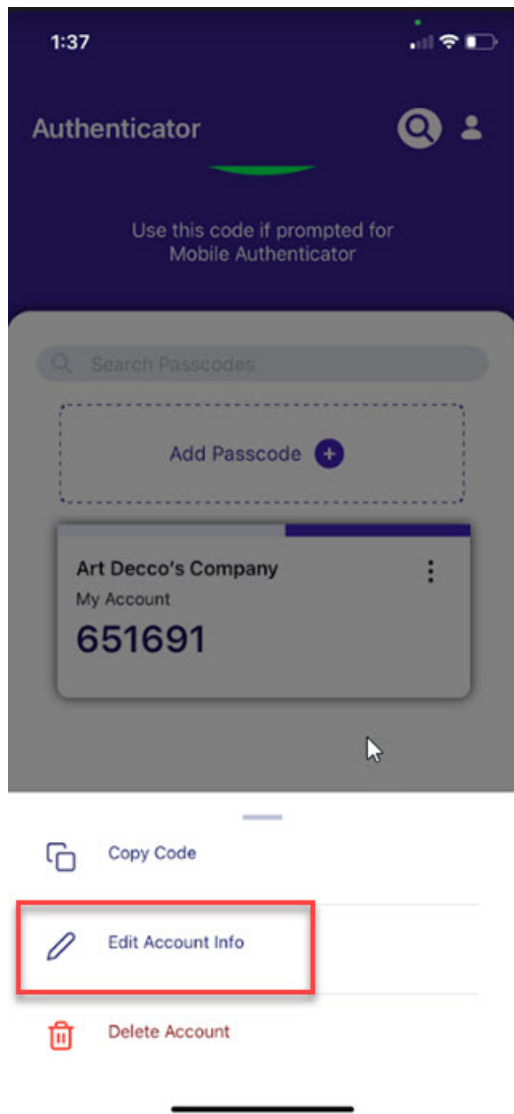 1:37
Authenticator
Use this code if prompted for
Mobile Authenticator
Search Passcodes
Add Passcode
Art Decco's Company
My Account
651691
Copy Code
Edit Account Info
Delete Account